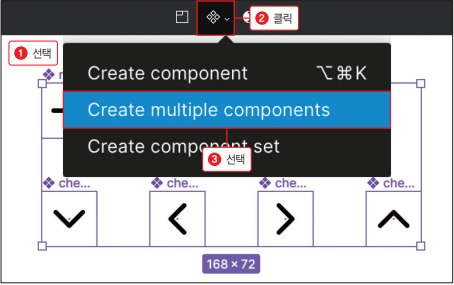 2 클릭
1 선택
Create component ⌥⌘K
Create multiple components
Create component set
3 선택
che...
che...
che...
che...
168 × 72